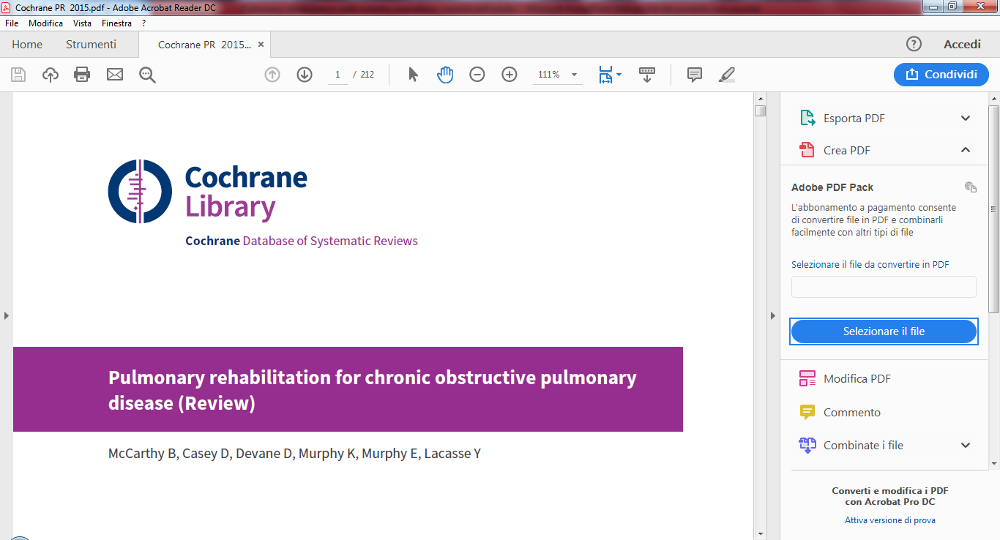 Cochrane PR  2015.pdf - Adobe Acrobat Reader DC
File Modifica Vista Finestra ?
Home Strumenti Cochrane PR  2015... × Accedi
1 / 212 111% Condividi
Cochrane
Library
Cochrane Database of Systematic Reviews
Pulmonary rehabilitation for chronic obstructive pulmonary
disease (Review)
McCarthy B, Casey D, Devane D, Murphy K, Murphy E, Lacasse Y
Esporta PDF
Crea PDF
Adobe PDF Pack
L'abbonamento a pagamento consente
di convertire file in PDF e combinarli
facilmente con altri tipi di file
Selezionare il file da convertire in PDF
Selezionare il file
Modifica PDF
Commento
Combinate i file
Converti e modifica i PDF
con Acrobat Pro DC
Attiva versione di prova